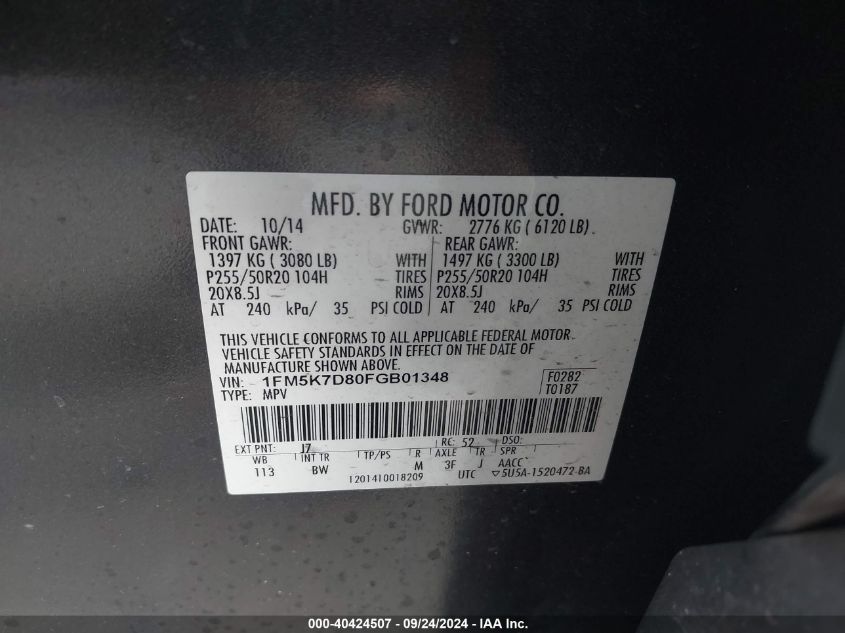 MFD. BY FORD MOTOR CO.
DATE: 10/14 GVWR: 2776 KG ( 6120 LB)
FRONT GAWR: REAR GAWR:
1397 KG ( 3080 LB) WITH 1497 KG ( 3300 LB) WITH
P255/50R20 104H TIRES P255/50R20 104H TIRES
20X8.5J RIMS 20X8.5J RIMS
AT 240 kPa/ 35 PSI COLD AT 240 kPa/ 35 PSI COLD
THIS VEHICLE CONFORMS TO ALL APPLICABLE FEDERAL MOTOR
VEHICLE SAFETY STANDARDS IN EFFECT ON THE DATE OF
MANUFACTURE SHOWN ABOVE.
VIN: 1FM5K7D80FGB01348 F0282
TYPE: MPV T0187
EXT PNT: J7 RC: 52 DSO:
WB INT TR TP/PS R AXLE TR SPR
113 BW M 3F J AACC
1201410018209 UTC ▽5U5A-1520472-BA
000-40424507 / 09/24/2024 / IAA Inc.